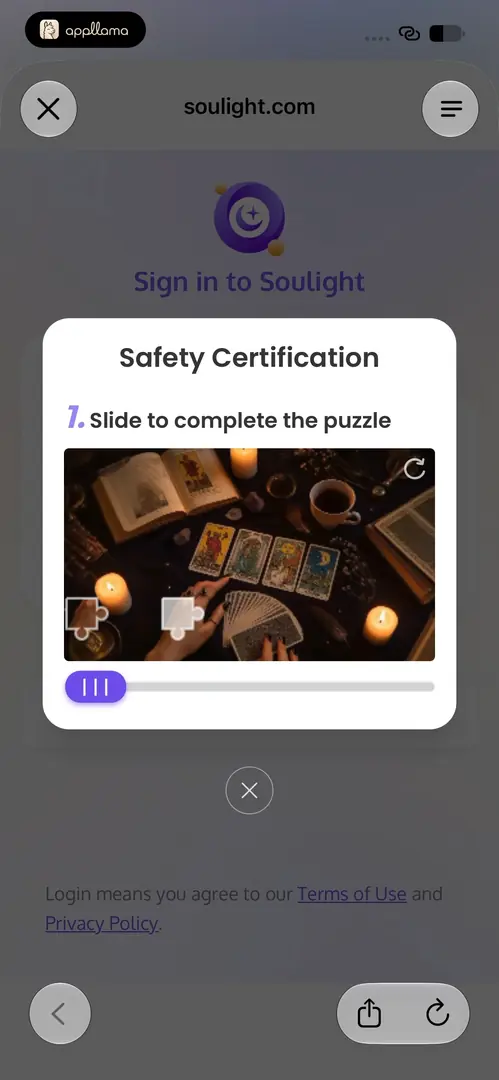 appllama
soulight.com
Sign in to Soulight
Safety Certification
1. Slide to complete the puzzle
Login means you agree to our Terms of Use and
Privacy Policy.